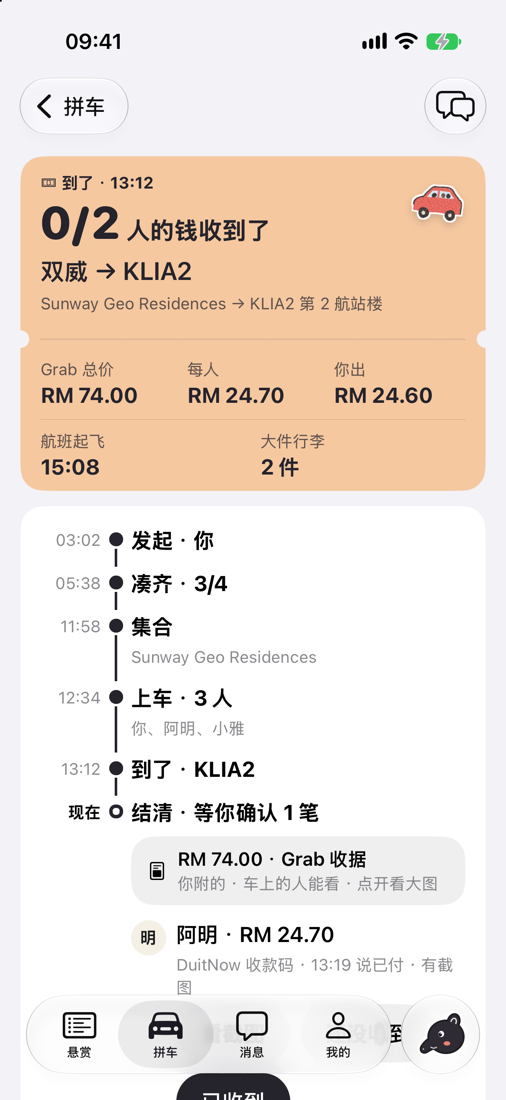 09:41
拼车
到了 · 13:12
0/2 人的钱收到了
双威 → KLIA2
Sunway Geo Residences → KLIA2 第 2 航站楼
Grab 总价 每人 你出
RM 74.00 RM 24.70 RM 24.60
航班起飞 大件行李
15:08 2 件
03:02 发起 · 你
05:38 凑齐 · 3/4
11:58 集合
Sunway Geo Residences
12:34 上车 · 3 人
你、阿明、小雅
13:12 到了 · KLIA2
现在 结清 · 等你确认 1 笔
RM 74.00 · Grab 收据
你附的 · 车上的人能看 · 点开看大图
明 阿明 · RM 24.70
DuitNow 收款码 · 13:19 说已付 · 有截
图
悬赏 拼车 消息 我的
已收到